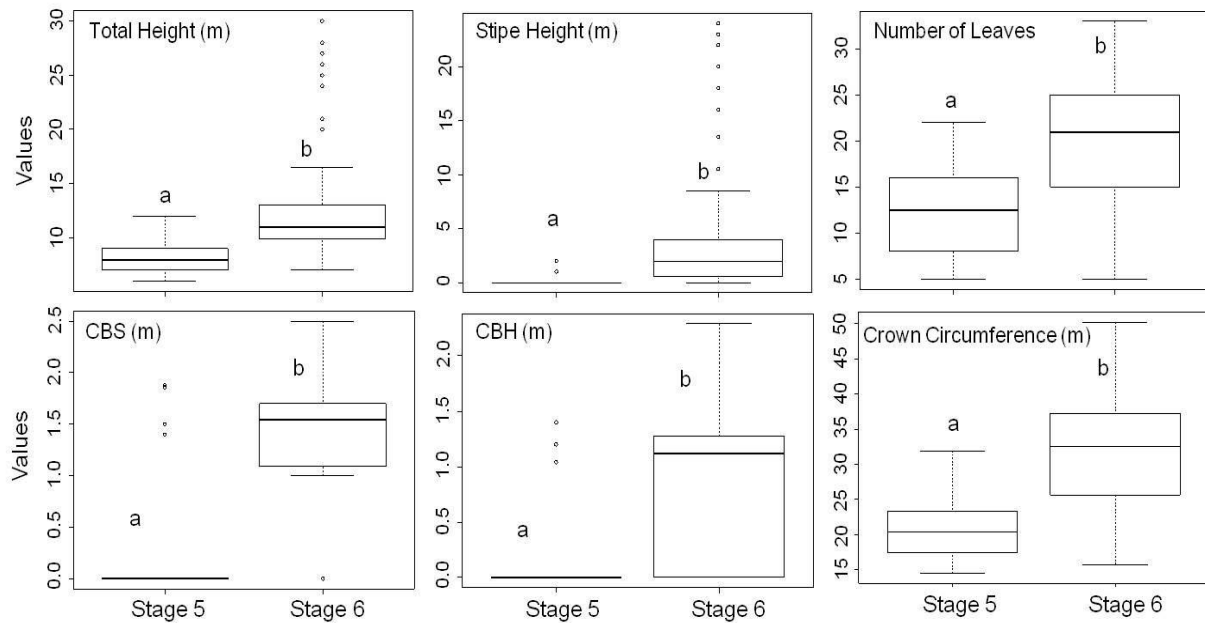 Total Height (m)
Values
30
25
20
15
10
a
b
Stipe Height (m)
20
15
10
5
0
a
b
Number of Leaves
30
25
20
15
10
5
a
b
CBS (m)
Values
2.5
2.0
1.5
1.0
0.5
0.0
a
b
Stage 5 Stage 6
CBH (m)
2.0
1.5
1.0
0.5
0.0
a
b
Stage 5 Stage 6
Crown Circumference (m)
50
45
40
35
30
25
20
15
a
b
Stage 5 Stage 6